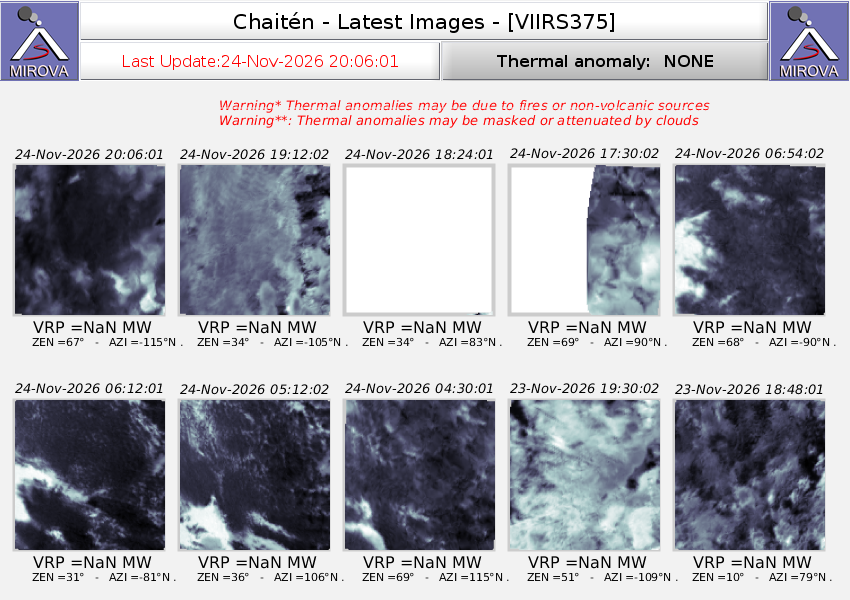 Chaitén - Latest Images - [VIIRS375]
MIROVA
Last Update:24-Nov-2026 20:06:01
Thermal anomaly: NONE
MIROVA
Warning* Thermal anomalies may be due to fires or non-volcanic sources
Warning**: Thermal anomalies may be masked or attenuated by clouds
24-Nov-2026 20:06:01 24-Nov-2026 19:12:02 24-Nov-2026 18:24:01 24-Nov-2026 17:30:02 24-Nov-2026 06:54:02
VRP =NaN MW VRP =NaN MW VRP =NaN MW VRP =NaN MW VRP =NaN MW
ZEN =67° - AZI =-115°N . ZEN =34° - AZI =-105°N . ZEN =34° - AZI =83°N . ZEN =69° - AZI =90°N . ZEN =68° - AZI =-90°N .
24-Nov-2026 06:12:01 24-Nov-2026 05:12:02 24-Nov-2026 04:30:01 23-Nov-2026 19:30:02 23-Nov-2026 18:48:01
VRP =NaN MW VRP =NaN MW VRP =NaN MW VRP =NaN MW VRP =NaN MW
ZEN =31° - AZI =-81°N . ZEN =36° - AZI =106°N . ZEN =69° - AZI =115°N . ZEN =51° - AZI =-109°N . ZEN =10° - AZI =79°N .